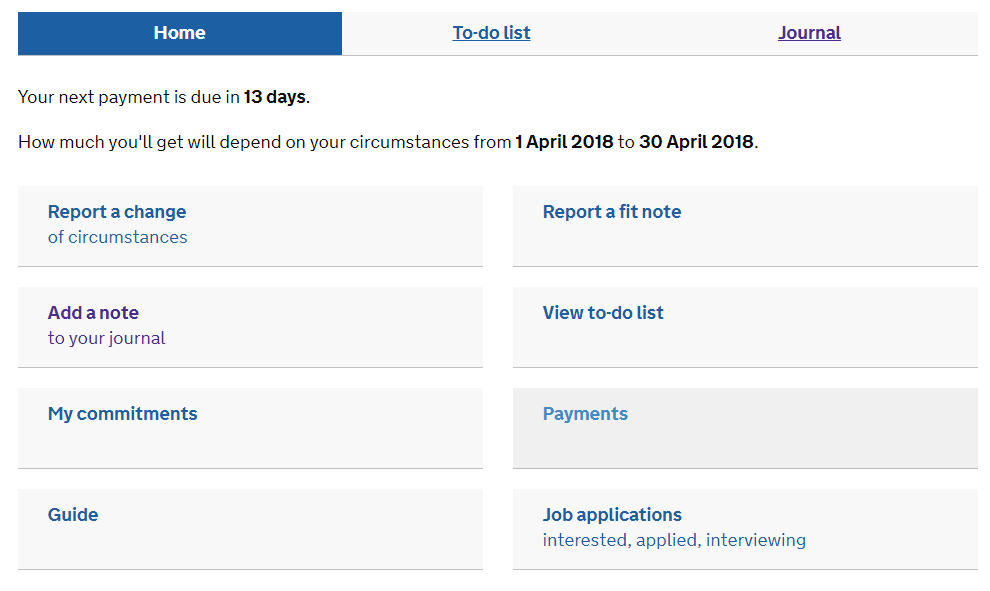 Home
To-do list
Journal
Your next payment is due in 13 days.
How much you'll get will depend on your circumstances from 1 April 2018 to 30 April 2018.
Report a change
of circumstances
Report a fit note
Add a note
to your journal
View to-do list
My commitments
Payments
Guide
Job applications
interested, applied, interviewing